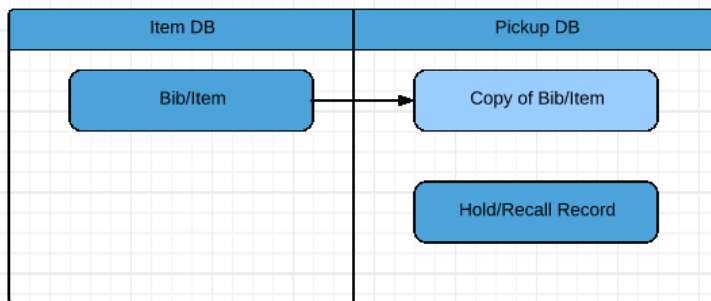 Item DB
Pickup DB
Bib/Item
Copy of Bib/Item
Hold/Recall Record